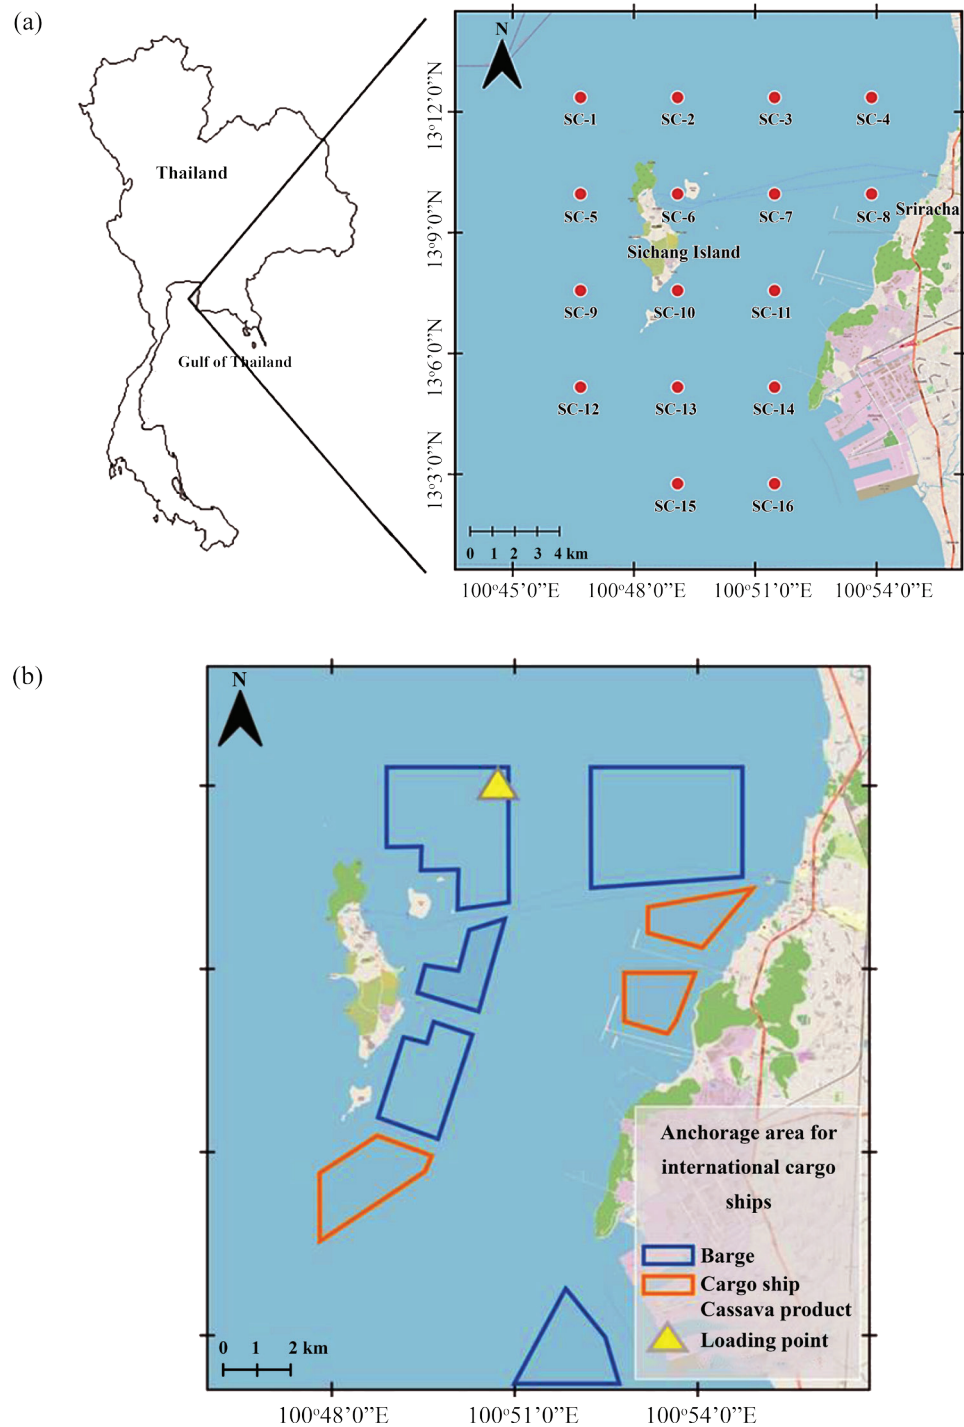 (a)
Thailand
Gulf of Thailand
N
13°12'0"N
13°9'0"N
13°6'0"N
13°3'0"N
SC-1
SC-2
SC-3
SC-4
SC-5
SC-6
SC-7
SC-8
Sriracha
Sichang Island
SC-9
SC-10
SC-11
SC-12
SC-13
SC-14
SC-15
SC-16
0 1 2 3 4 km
100°45'0"E
100°48'0"E
100°51'0"E
100°54'0"E
(b)
N
Anchorage area for
international cargo
ships
Barge
Cargo ship
Cassava product
Loading point
0 1 2 km
100°48'0"E
100°51'0"E
100°54'0"E